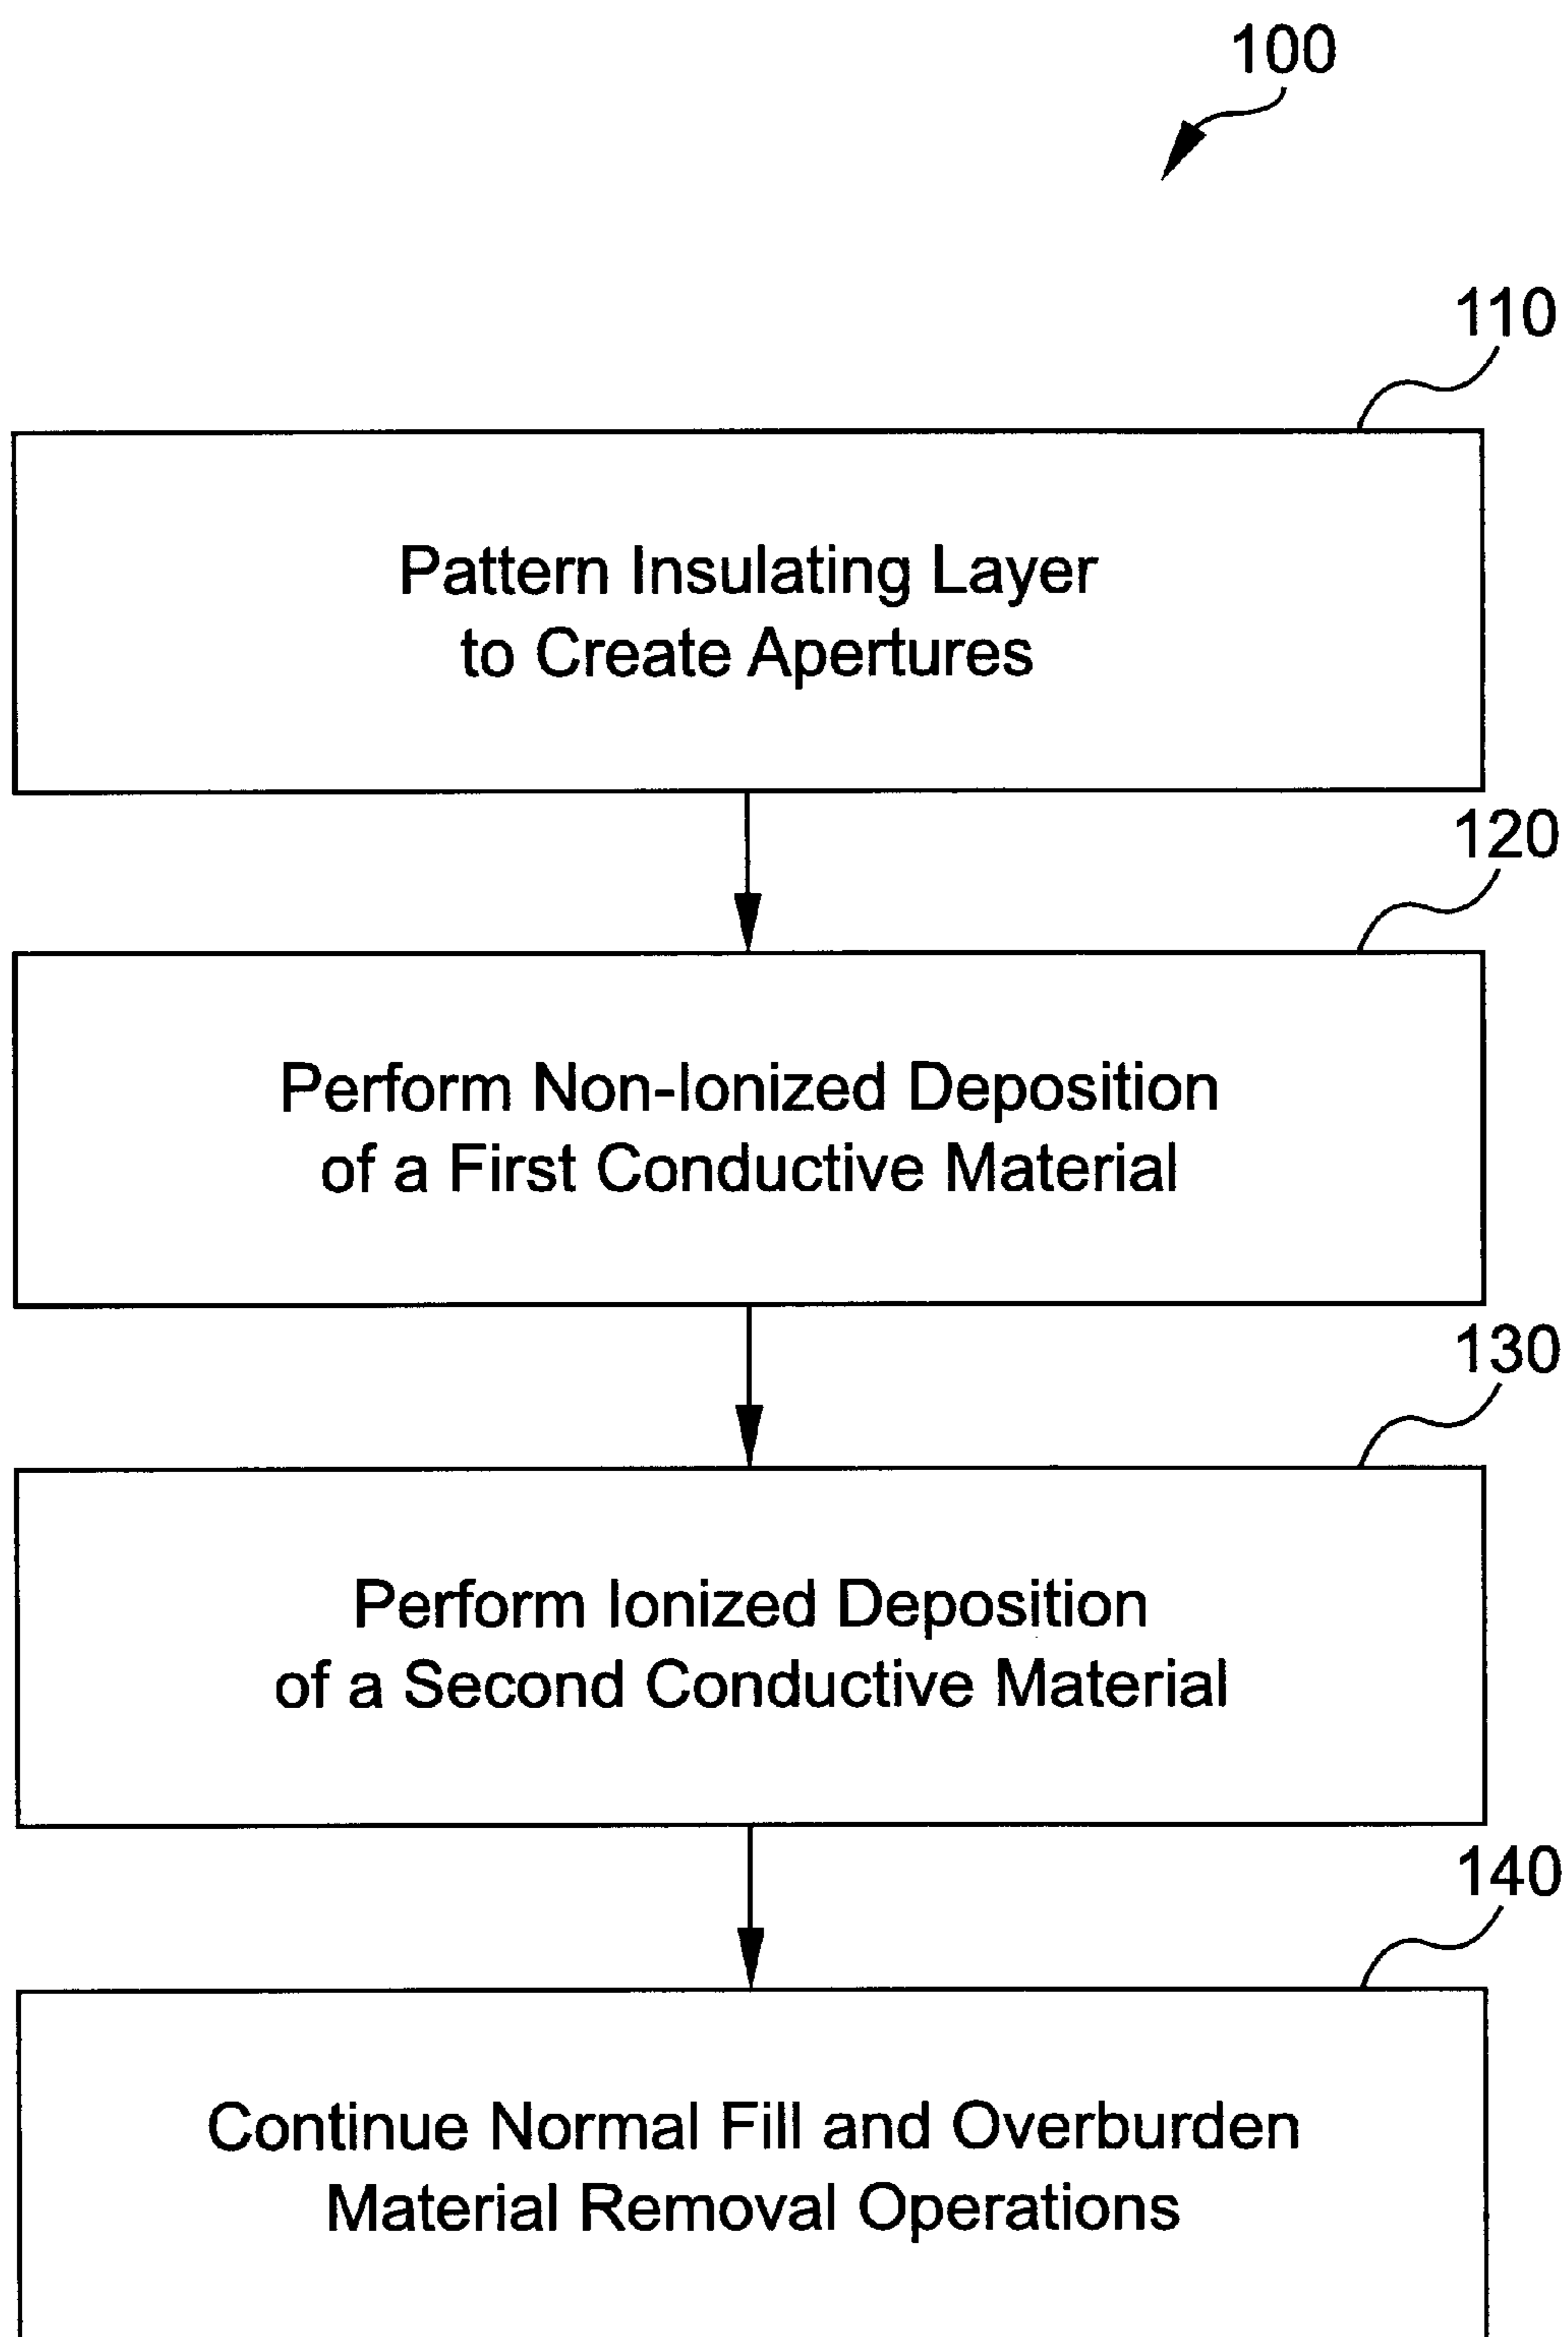 100
110
Pattern Insulating Layer
to Create Apertures
120
Perform Non-Ionized Deposition
of a First Conductive Material
130
Perform Ionized Deposition
of a Second Conductive Material
140
Continue Normal Fill and Overburden
Material Removal Operations